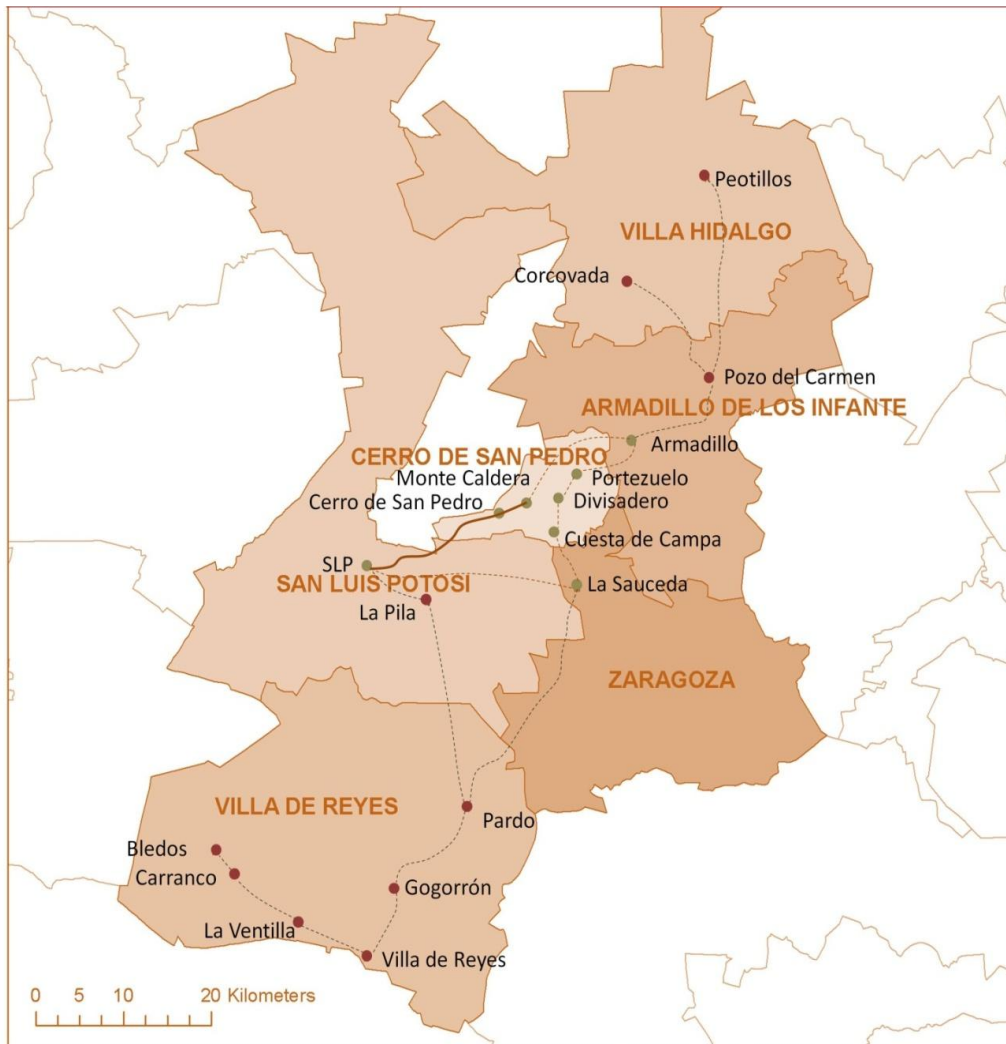 Peotillos
VILLA HIDALGO
Corcovada
Pozo del Carmen
ARMADILLO DE LOS INFANTE
Armadillo
CERRO DE SAN PEDRO
Monte Caldera
Portezuelo
Cerro de San Pedro
Divisadero
Cuesta de Campa
SLP
SAN LUIS POTOSI
La Sauceda
La Pila
ZARAGOZA
VILLA DE REYES
Pardo
Bledos
Carranco
Gogorrón
La Ventilla
Villa de Reyes
0 5 10 20 Kilometers